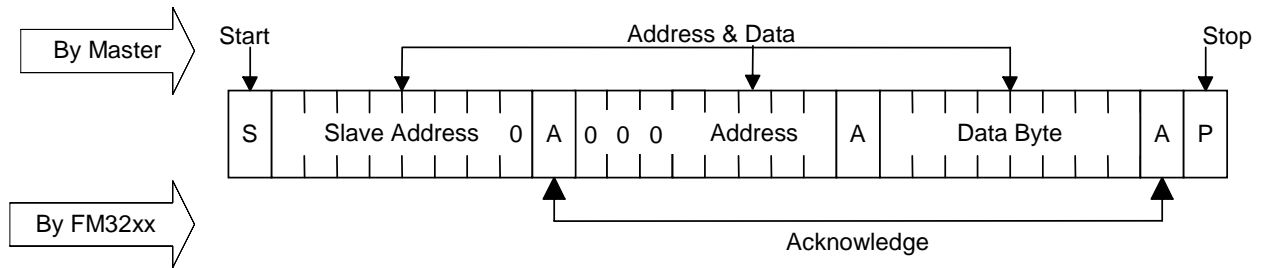 By Master
Start
Address & Data
Stop
S Slave Address 0 A 0 0 0 Address A Data Byte A P
By FM32xx
Acknowledge